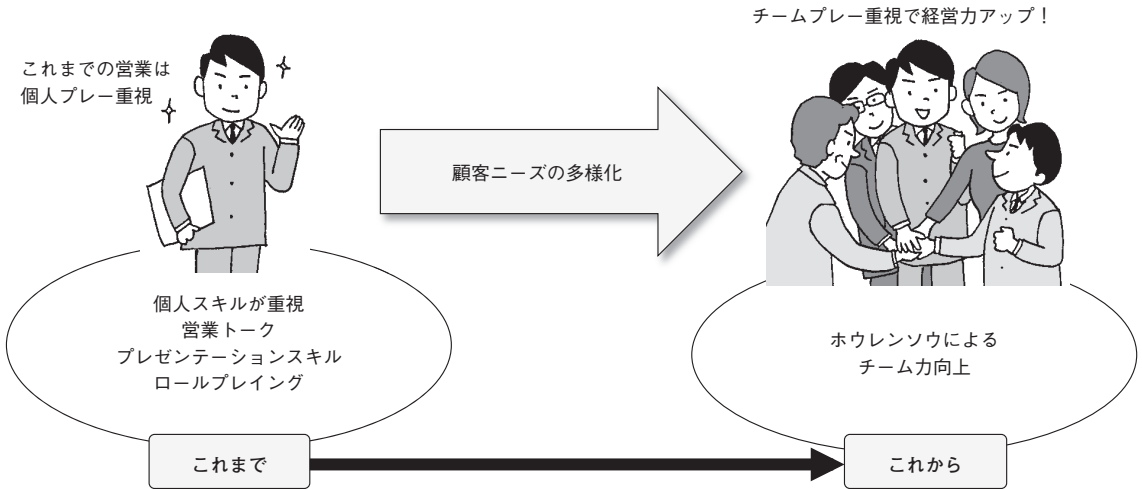 これまでの営業は
個人プレー重視
個人スキルが重視
営業トーク
プレゼンテーションスキル
ロールプレイング
これまで
顧客ニーズの多様化
チームプレー重視で経営力アップ！
ホウレンソウによる
チーム力向上
これから